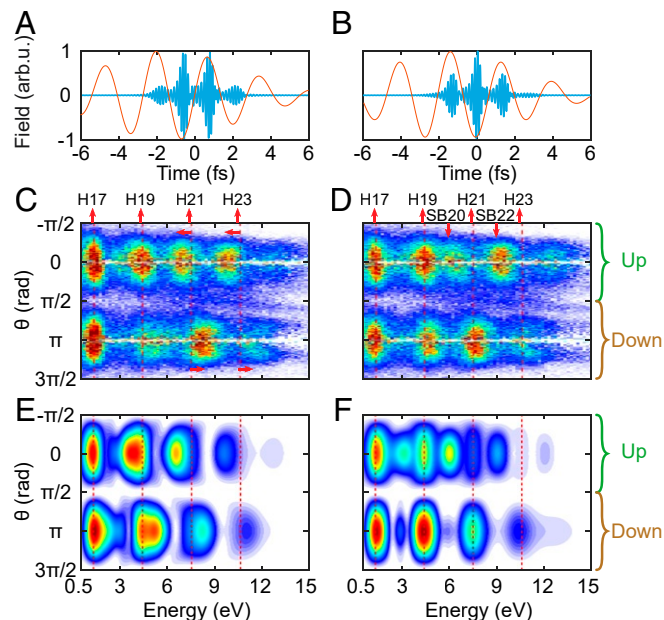 A
B
Field (arb.u.)
1
0
-1
-6 -4 -2 0 2 4 6
-6 -4 -2 0 2 4 6
Time (fs)
Time (fs)
C
H17 H19 H21 H23
D
H17 H19 H21 H23
SB20 SB22
θ (rad)
-π/2
0
π/2
π
3π/2
Up
Down
E
F
θ (rad)
-π/2
0
π/2
π
3π/2
Up
Down
0.5 3 6 9 12 15
0.5 3 6 9 12 15
Energy (eV)
Energy (eV)